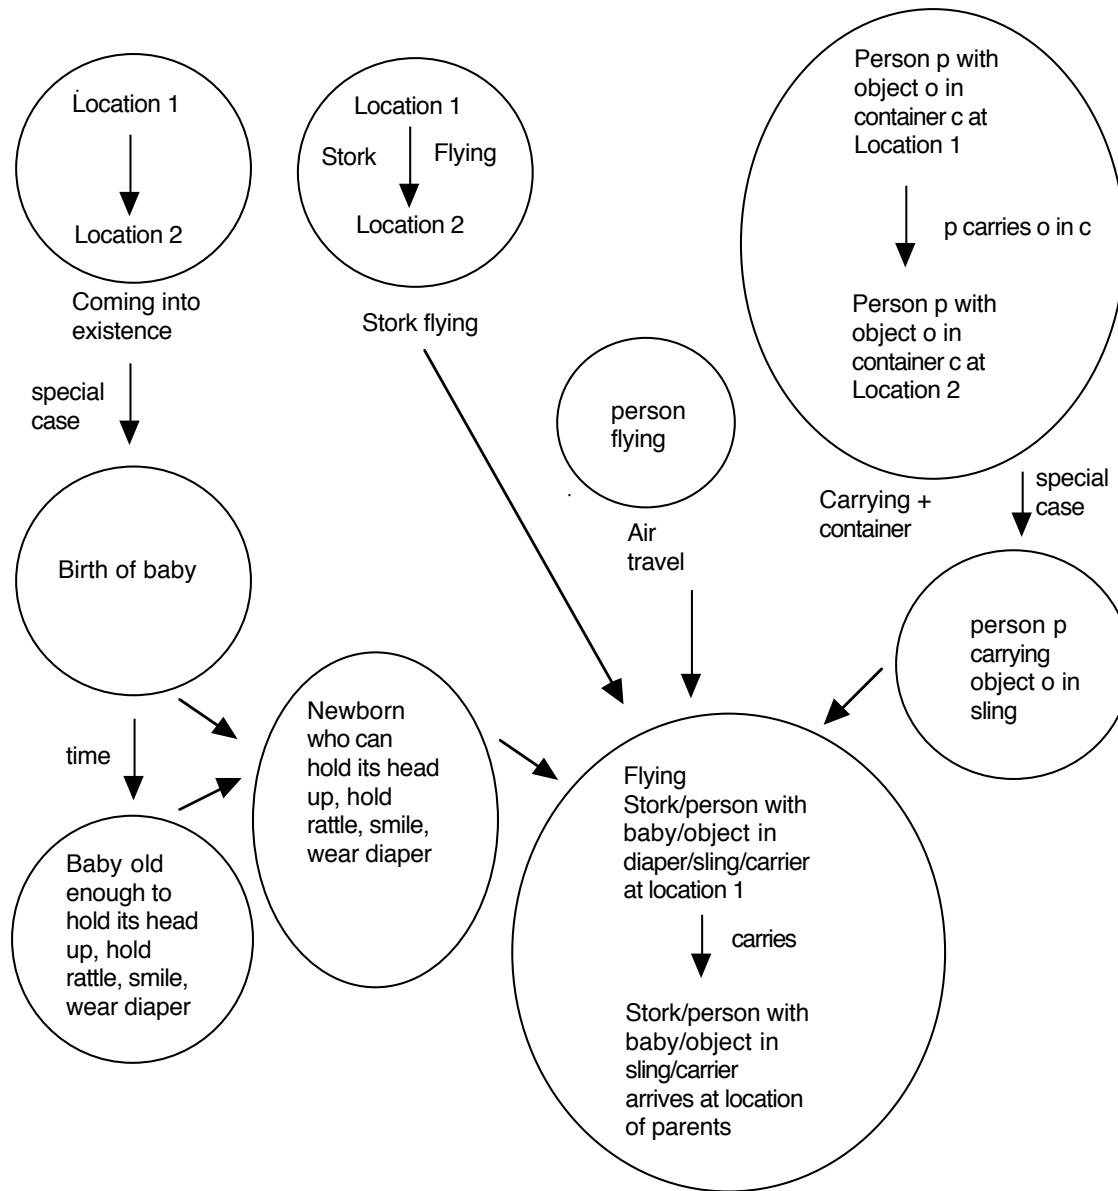 Location 1
Location 2
Coming into
existence
special
case
Birth of baby
time
Baby old
enough to
hold its head
up, hold
rattle, smile,
wear diaper
Newborn
who can
hold its head
up, hold
rattle, smile,
wear diaper
Location 1
Stork
Flying
Location 2
Stork flying
person
flying
Air
travel
Person p with
object o in
container c at
Location 1
p carries o in c
Person p with
object o in
container c at
Location 2
Carrying +
container
special
case
person p
carrying
object o in
sling
Flying
Stork/person with
baby/object in
diaper/sling/carrier
at location 1
carries
Stork/person with
baby/object in
sling/carrier
arrives at location
of parents